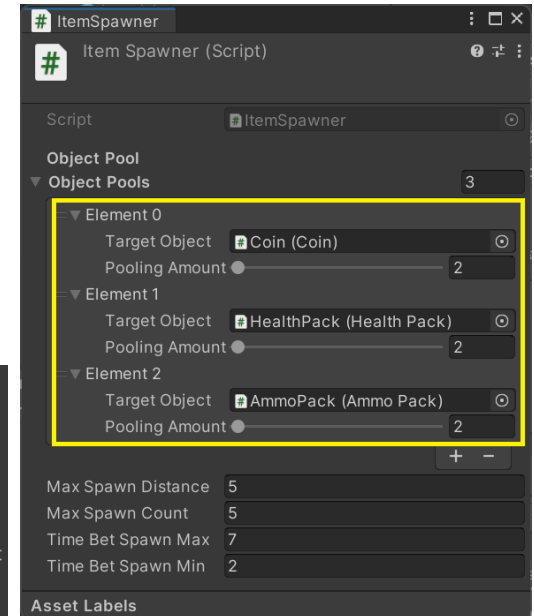 ItemSpawner
Item Spawner (Script)
Script
ItemSpawner
Object Pool
Object Pools 3
Element 0
Target Object Coin (Coin)
Pooling Amount 2
Element 1
Target Object HealthPack (Health Pack)
Pooling Amount 2
Element 2
Target Object AmmoPack (Ammo Pack)
Pooling Amount 2
+ -
Max Spawn Distance 5
Max Spawn Count 5
Time Bet Spawn Max 7
Time Bet Spawn Min 2
Asset Labels